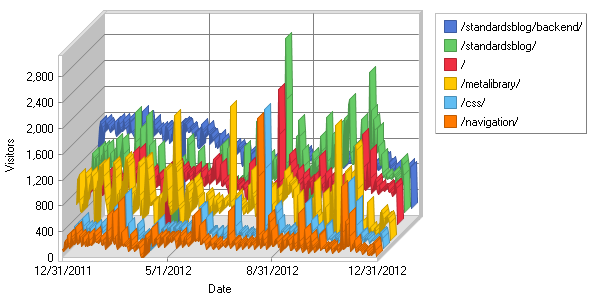 /standardsblog/backend/
/standardsblog/
/
/metalibrary/
/css/
/navigation/
Visitors
2,800
2,400
2,000
1,600
1,200
800
400
0
12/31/2011
5/1/2012
8/31/2012
12/31/2012
Date